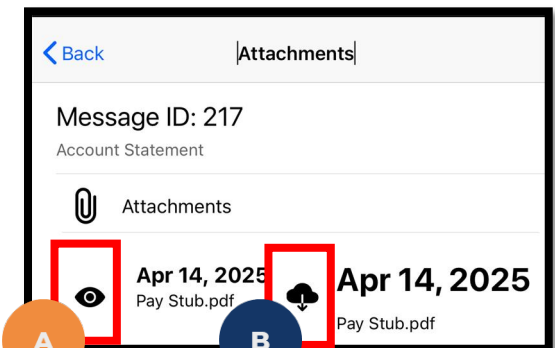 Back
Attachments
Message ID: 217
Account Statement
Attachments
Apr 14, 2025
Pay Stub.pdf
Apr 14, 2025
Pay Stub.pdf
A
B